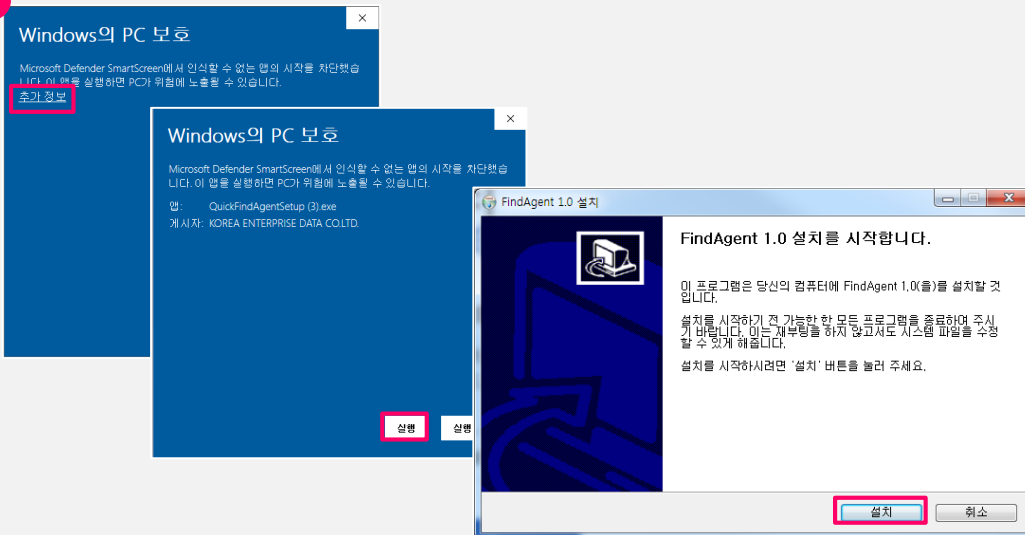 Windows의 PC 보호
Microsoft Defender SmartScreen에서 인식할 수 없는 앱의 시작을 차단했습
니다. 이 앱을 실행하면 PC가 위험에 노출될 수 있습니다.
추가 정보
Windows의 PC 보호
Microsoft Defender SmartScreen에서 인식할 수 없는 앱의 시작을 차단했습
니다. 이 앱을 실행하면 PC가 위험에 노출될 수 있습니다.
앱: QuickFindAgentSetup (3).exe
게시자: KOREA ENTERPRISE DATA CO.LTD.
실행
실행
FindAgent 1.0 설치
FindAgent 1.0 설치를 시작합니다.
이 프로그램은 당신의 컴퓨터에 FindAgent 1.0(을)를 설치할 것
입니다.
설치를 시작하기 전 가능한 한 모든 프로그램을 종료하여 주시
기 바랍니다. 이는 재부팅을 하지 않고서도 시스템 파일을 수정
할 수 있게 해줍니다.
설치를 시작하시려면 '설치' 버튼을 눌러 주세요.
설치
취소